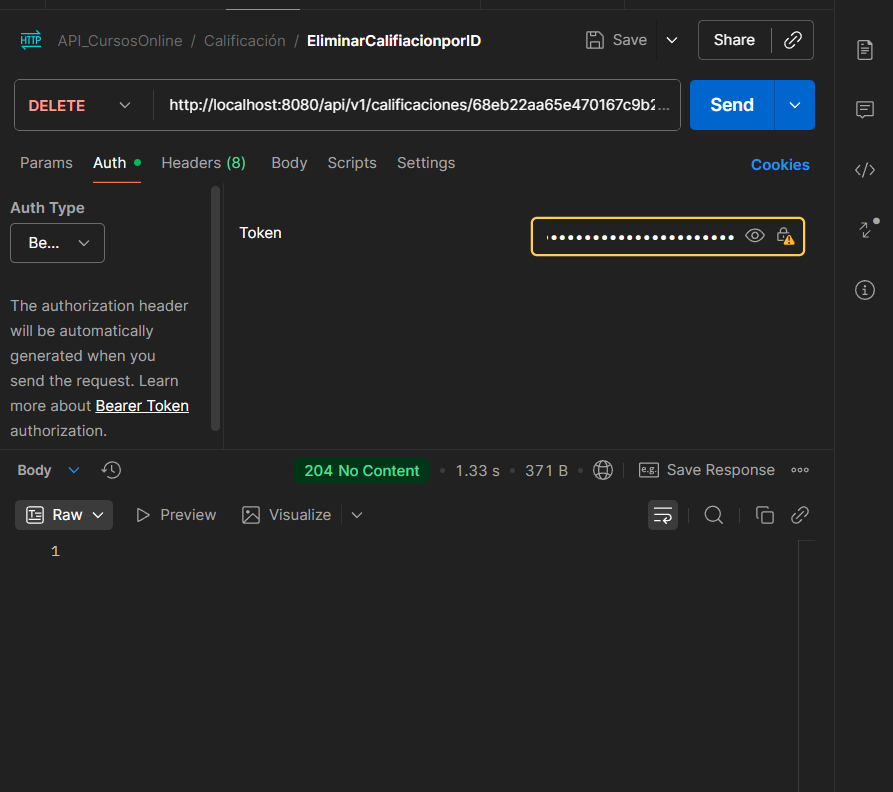 HTTP API_CursosOnline / Calificación / EliminarCalifiacionporID Save Share
DELETE http://localhost:8080/api/v1/calificaciones/68eb22aa65e470167c9b2... Send
Params Auth Headers (8) Body Scripts Settings Cookies
Auth Type
Be...
Token
The authorization header
will be automatically
generated when you
send the request. Learn
more about Bearer Token
authorization.
Body 204 No Content 1.33 s 371 B e.g. Save Response
Raw Preview Visualize
1